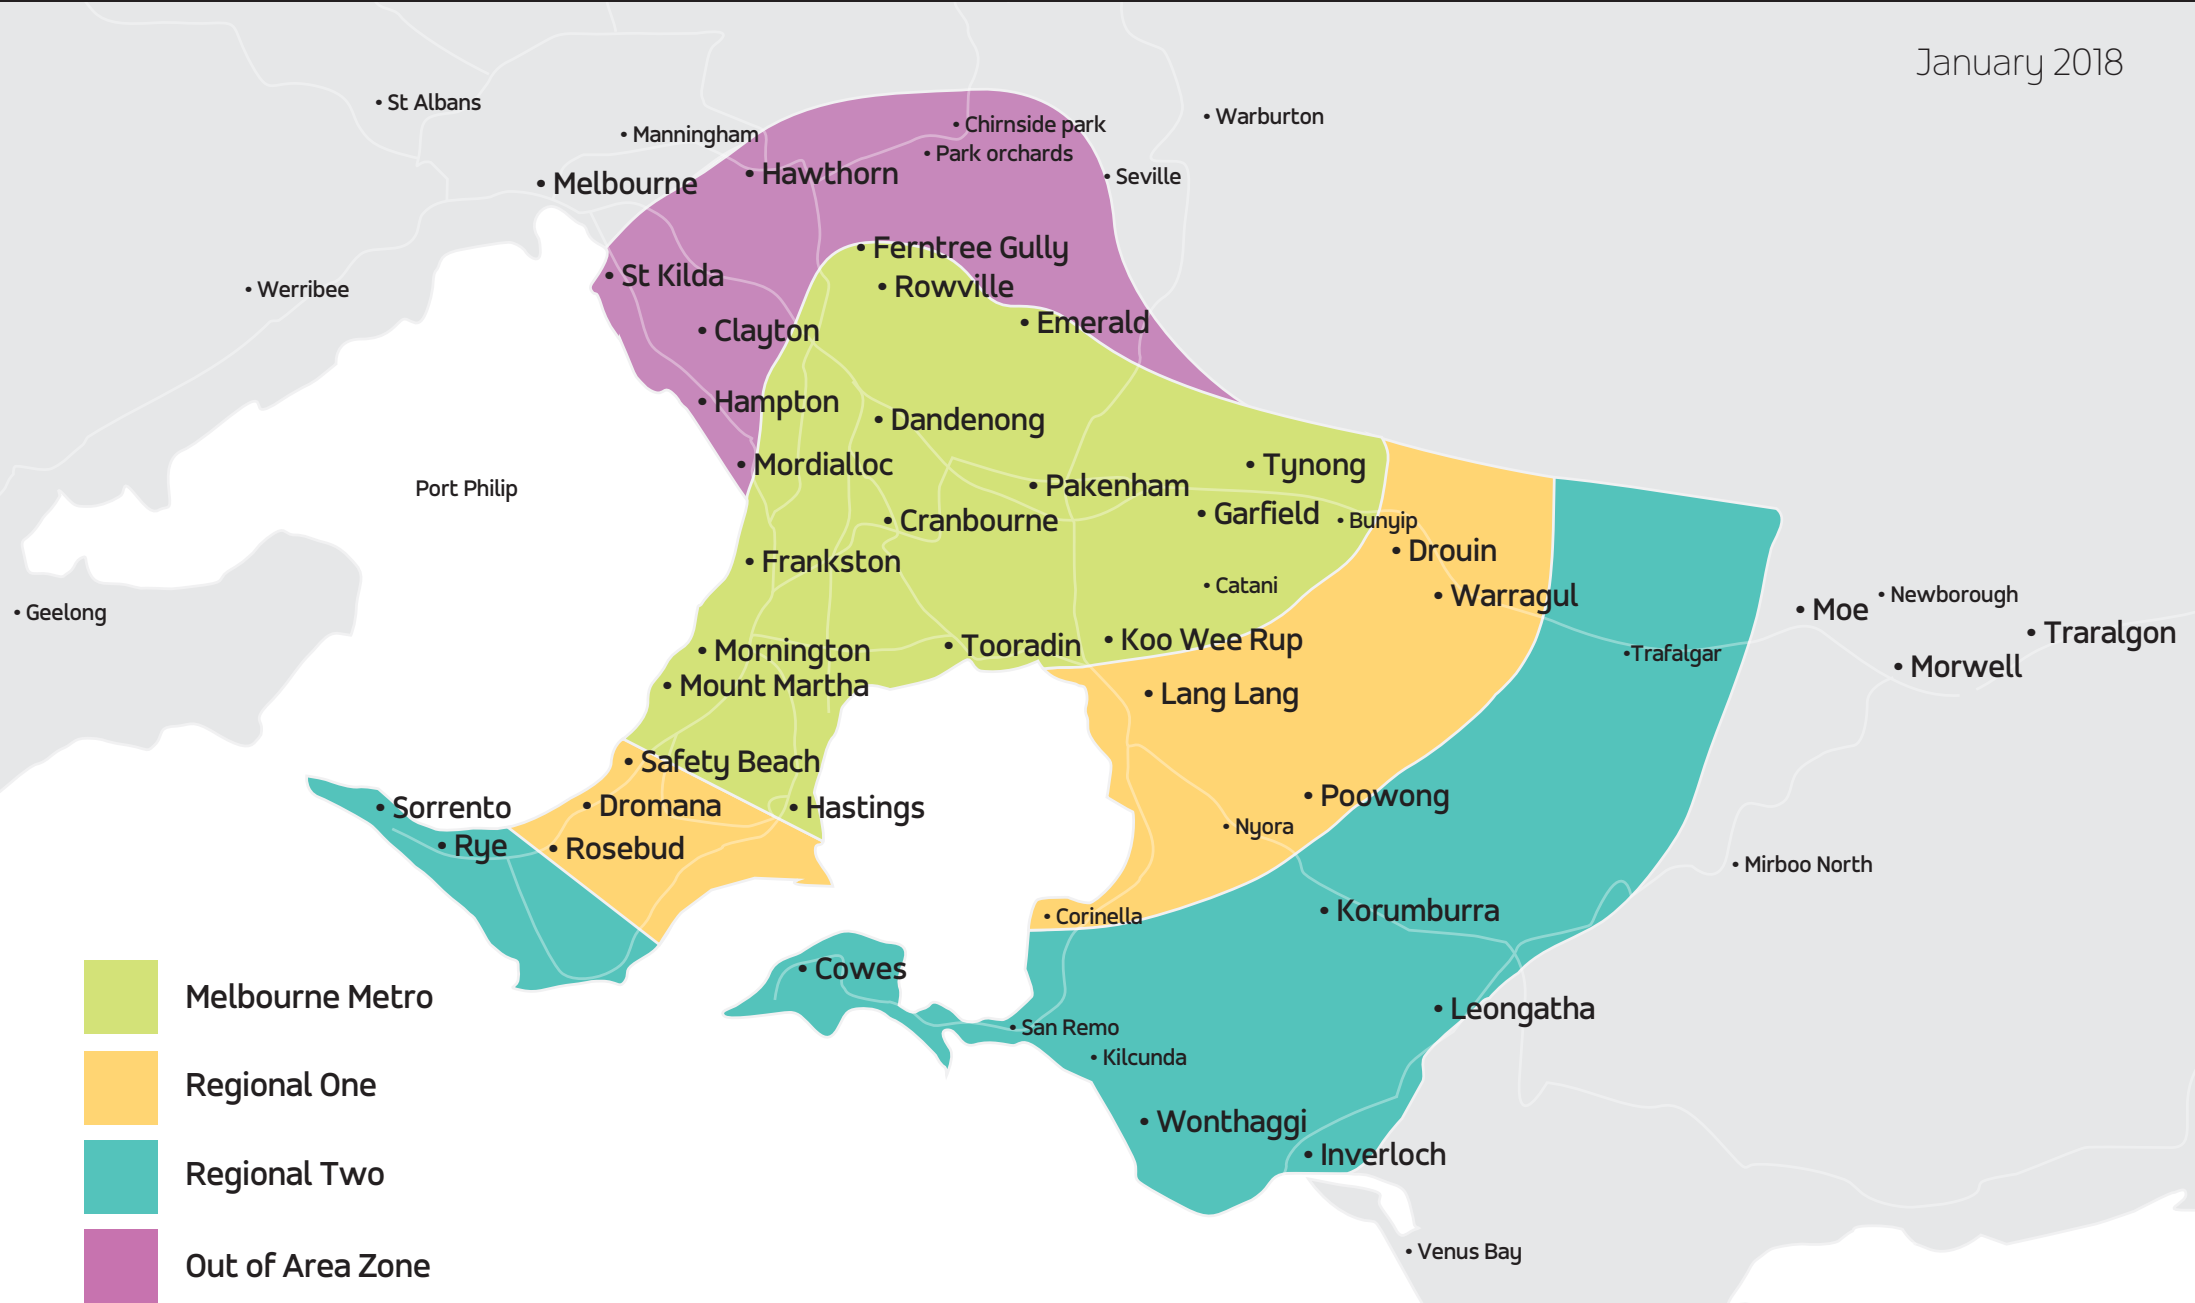 January 2018
St Albans
Warburton
Chirnside park
Manningham
Park orchards
Hawthorn
Seville
Melbourne
Ferntree Gully
St Kilda
Rowville
Werribee
Emerald
Clayton
Hampton
Dandenong
Mordialloc
Tynong
Pakenham
Port Philip
Garfield
Cranbourne
Bunyip
Drouin
Frankston
Catani
Newborough
Warragul
Moe
Geelong
Traralgon
Koo Wee Rup
Tooradin
Mornington
Trafalgar
Morwell
Mount Martha
Lang Lang
Safety Beach
Poowong
Dromana
Sorrento
Hastings
Nyora
Rye
Rosebud
Mirboo North
Korumburra
Corinella
Cowes
Melbourne Metro
Leongatha
San Remo
Kilcunda
Regional One
Wonthaggi
Inverloch
Regional Two
Venus Bay
Out of Area Zone